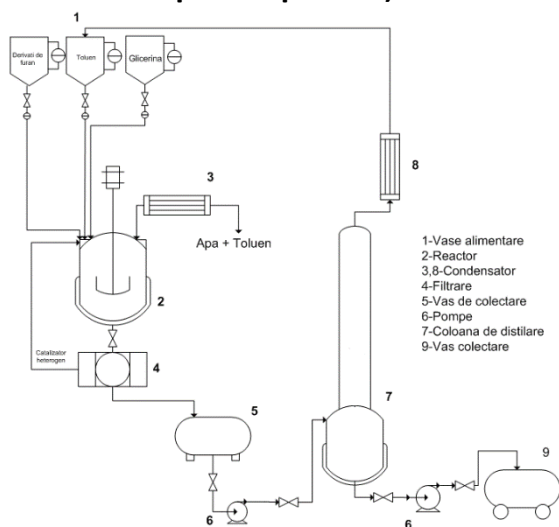 1
Derivati de
furan
Toluen
Glicerina
3
8
Apa + Toluen
1-Vase alimentare
2-Reactor
3,8-Condensator
4-Filtrare
5-Vas de colectare
6-Pompe
7-Coloana de distilare
9-Vas colectare
2
Catalizator
heterogen
4
7
5
9
6
6